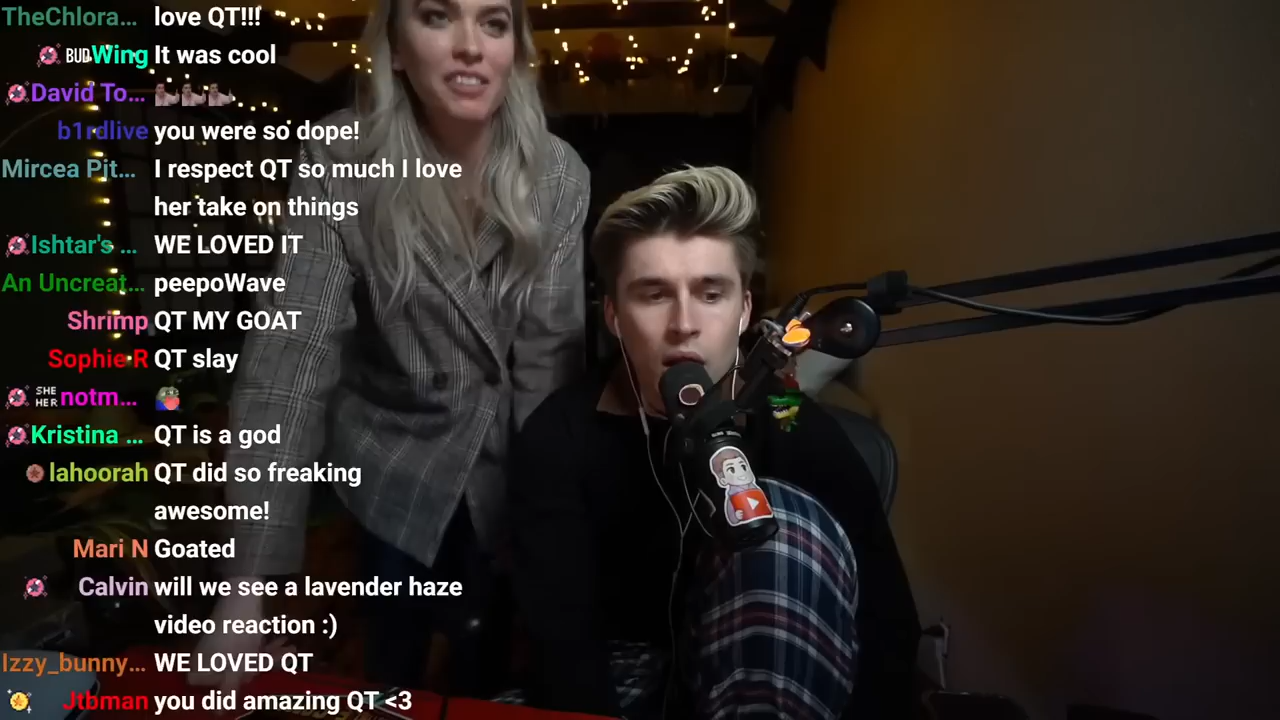 TheChlora... love QT!!!
BUD Wing It was cool
David To...
b1rdlive you were so dope!
Mircea Pit... I respect QT so much I love
her take on things
Ishtar's ... WE LOVED IT
An Uncreat... peepoWave
Shrimp QT MY GOAT
Sophie R QT slay
SHE HER notm...
Kristina ... QT is a god
lahoorah QT did so freaking
awesome!
Mari N Goated
Calvin will we see a lavender haze
video reaction :)
Izzy_bunny... WE LOVED QT
Jtbman you did amazing QT <3